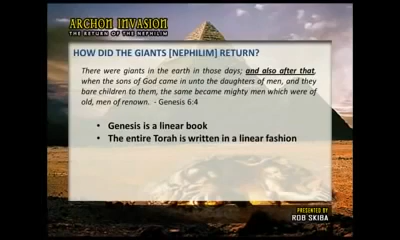 ARCHON INVASION
THE RETURN OF THE NEPHILIM
HOW DID THE GIANTS [NEPHILIM] RETURN?
There were giants in the earth in those days; and also after that,
when the sons of God came in unto the daughters of men, and they
bare children to them, the same became mighty men which were of
old, men of renown. - Genesis 6:4
• Genesis is a linear book
• The entire Torah is written in a linear fashion
PRESENTED BY
ROB SKIBA